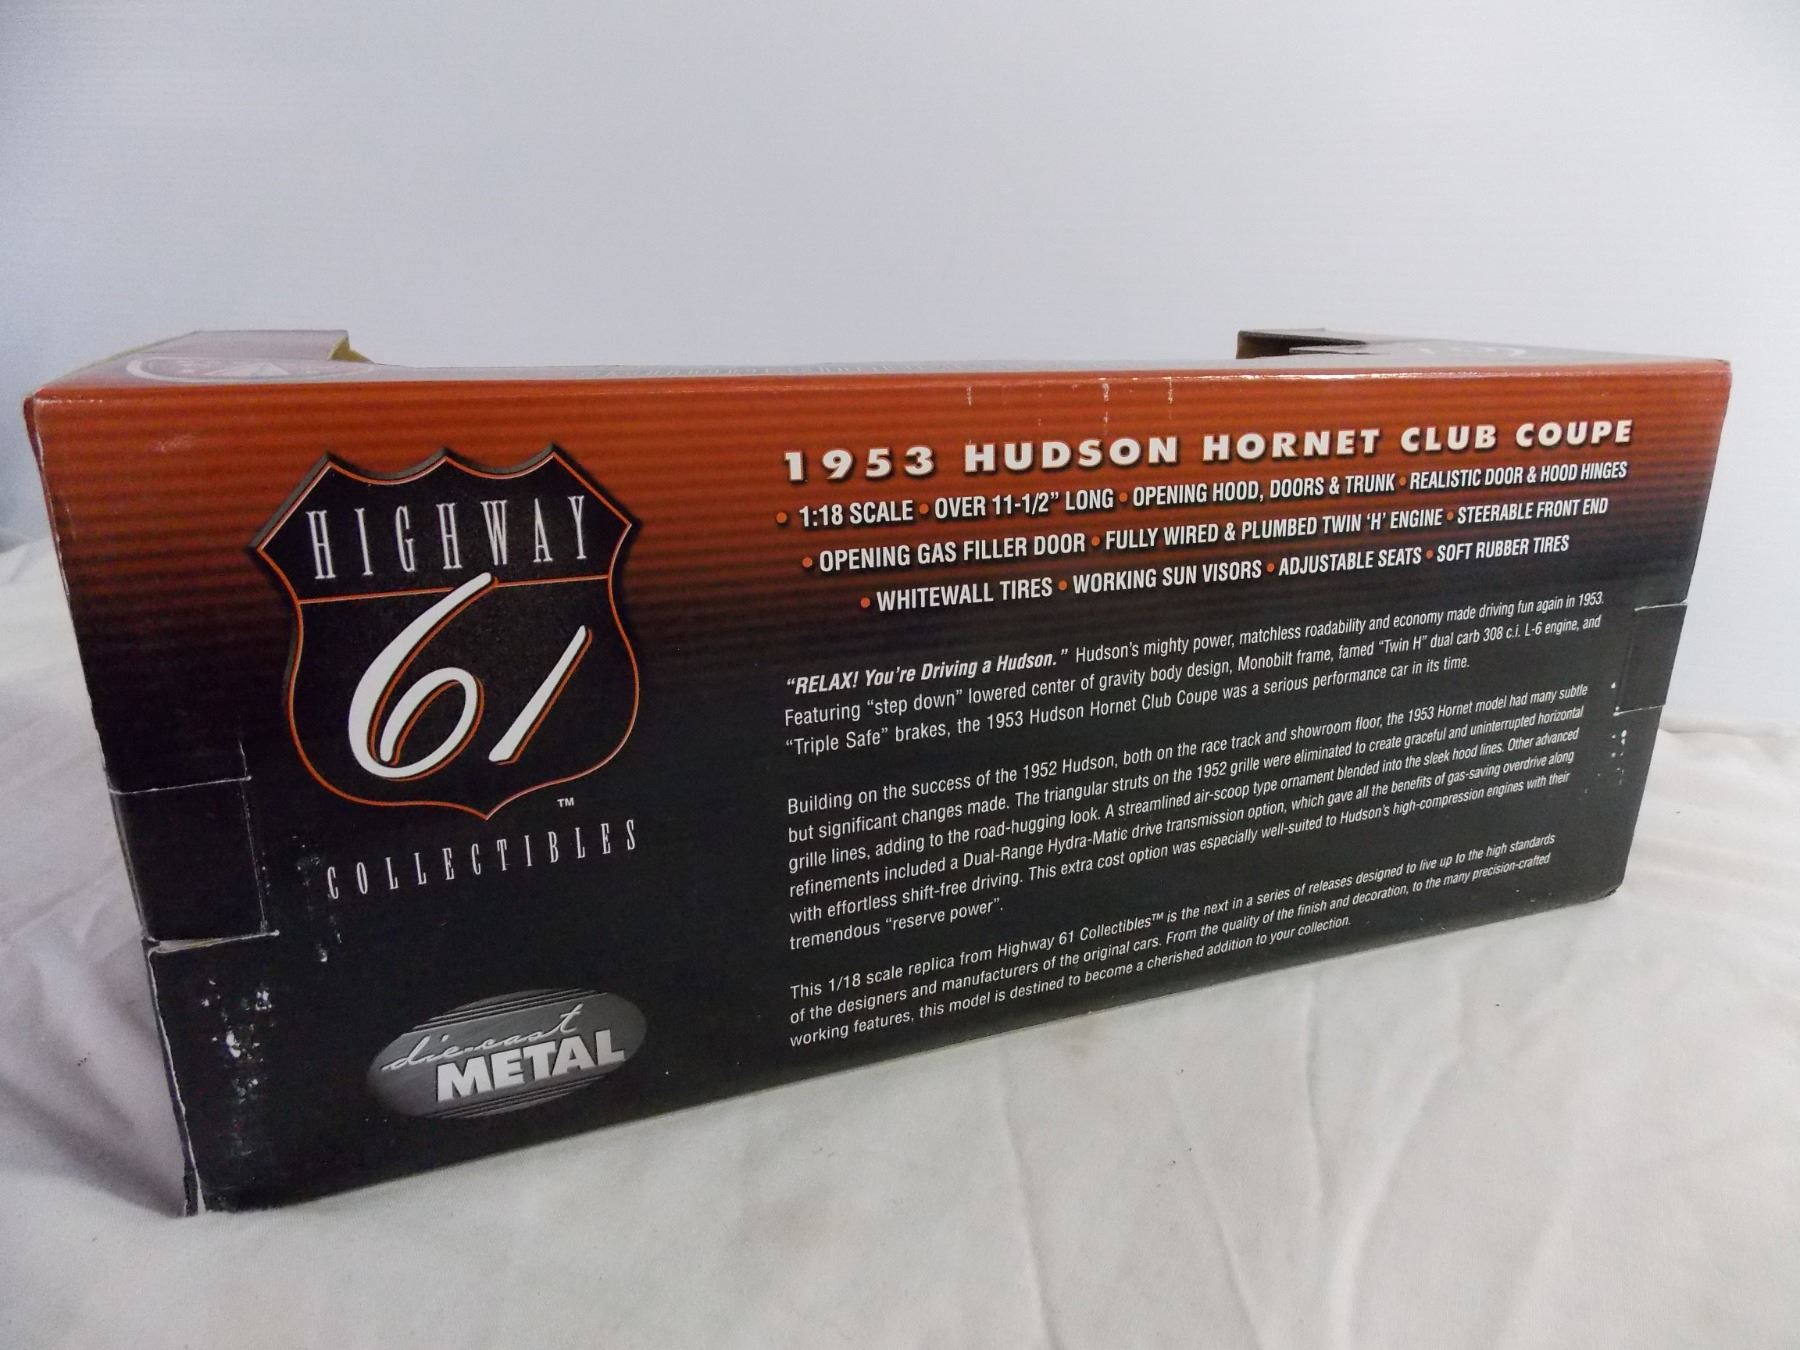 HIGHWAY
61
™
COLLECTIBLES
die-cast
METAL
1953 HUDSON HORNET CLUB COUPE
• 1:18 SCALE • OVER 11-1/2” LONG • OPENING HOOD, DOORS & TRUNK • REALISTIC DOOR & HOOD HINGES
• OPENING GAS FILLER DOOR • FULLY WIRED & PLUMBED TWIN ‘H’ ENGINE • STEERABLE FRONT END
• WHITEWALL TIRES • WORKING SUN VISORS • ADJUSTABLE SEATS • SOFT RUBBER TIRES
“RELAX! You’re Driving a Hudson.” Hudson’s mighty power, matchless roadability and economy made driving fun again in 1953.
Featuring “step down” lowered center of gravity body design, Monobilt frame, famed “Twin H” dual carb 308 c.i. L-6 engine, and
“Triple Safe” brakes, the 1953 Hudson Hornet Club Coupe was a serious performance car in its time.
Building on the success of the 1952 Hudson, both on the race track and showroom floor, the 1953 Hornet model had many subtle
but significant changes made. The triangular struts on the 1952 grille were eliminated to create graceful and uninterrupted horizontal
grille lines, adding to the road-hugging look. A streamlined air-scoop type ornament blended into the sleek hood lines. Other advanced
refinements included a Dual-Range Hydra-Matic drive transmission option, which gave all the benefits of gas-saving overdrive along
with effortless shift-free driving. This extra cost option was especially well-suited to Hudson’s high-compression engines with their
tremendous “reserve power”.
This 1/18 scale replica from Highway 61 Collectibles™ is the next in a series of releases designed to live up to the high standards
of the designers and manufacturers of the original cars. From the quality of the finish and decoration, to the many precision-crafted
working features, this model is destined to become a cherished addition to your collection.